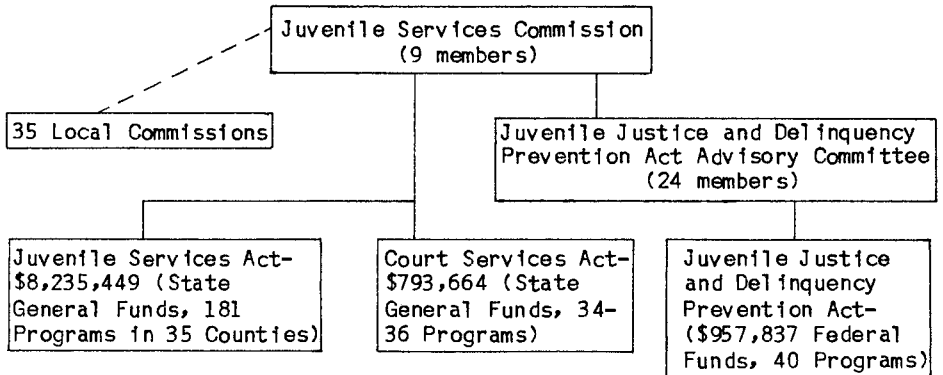 Juvenile Services Commission
(9 members)
35 Local Commissions
Juvenile Justice and Delinquency
Prevention Act Advisory Committee
(24 members)
Juvenile Services Act-
$8,235,449 (State
General Funds, 181
Programs in 35 Counties)
Court Services Act-
$793,664 (State
General Funds, 34-
36 Programs)
Juvenile Justice
and Delinquency
Prevention Act-
($957,837 Federal
Funds, 40 Programs)